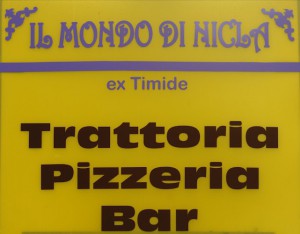 IL MONDO DI NICLA
ex Timide
Trattoria
Pizzeria
Bar